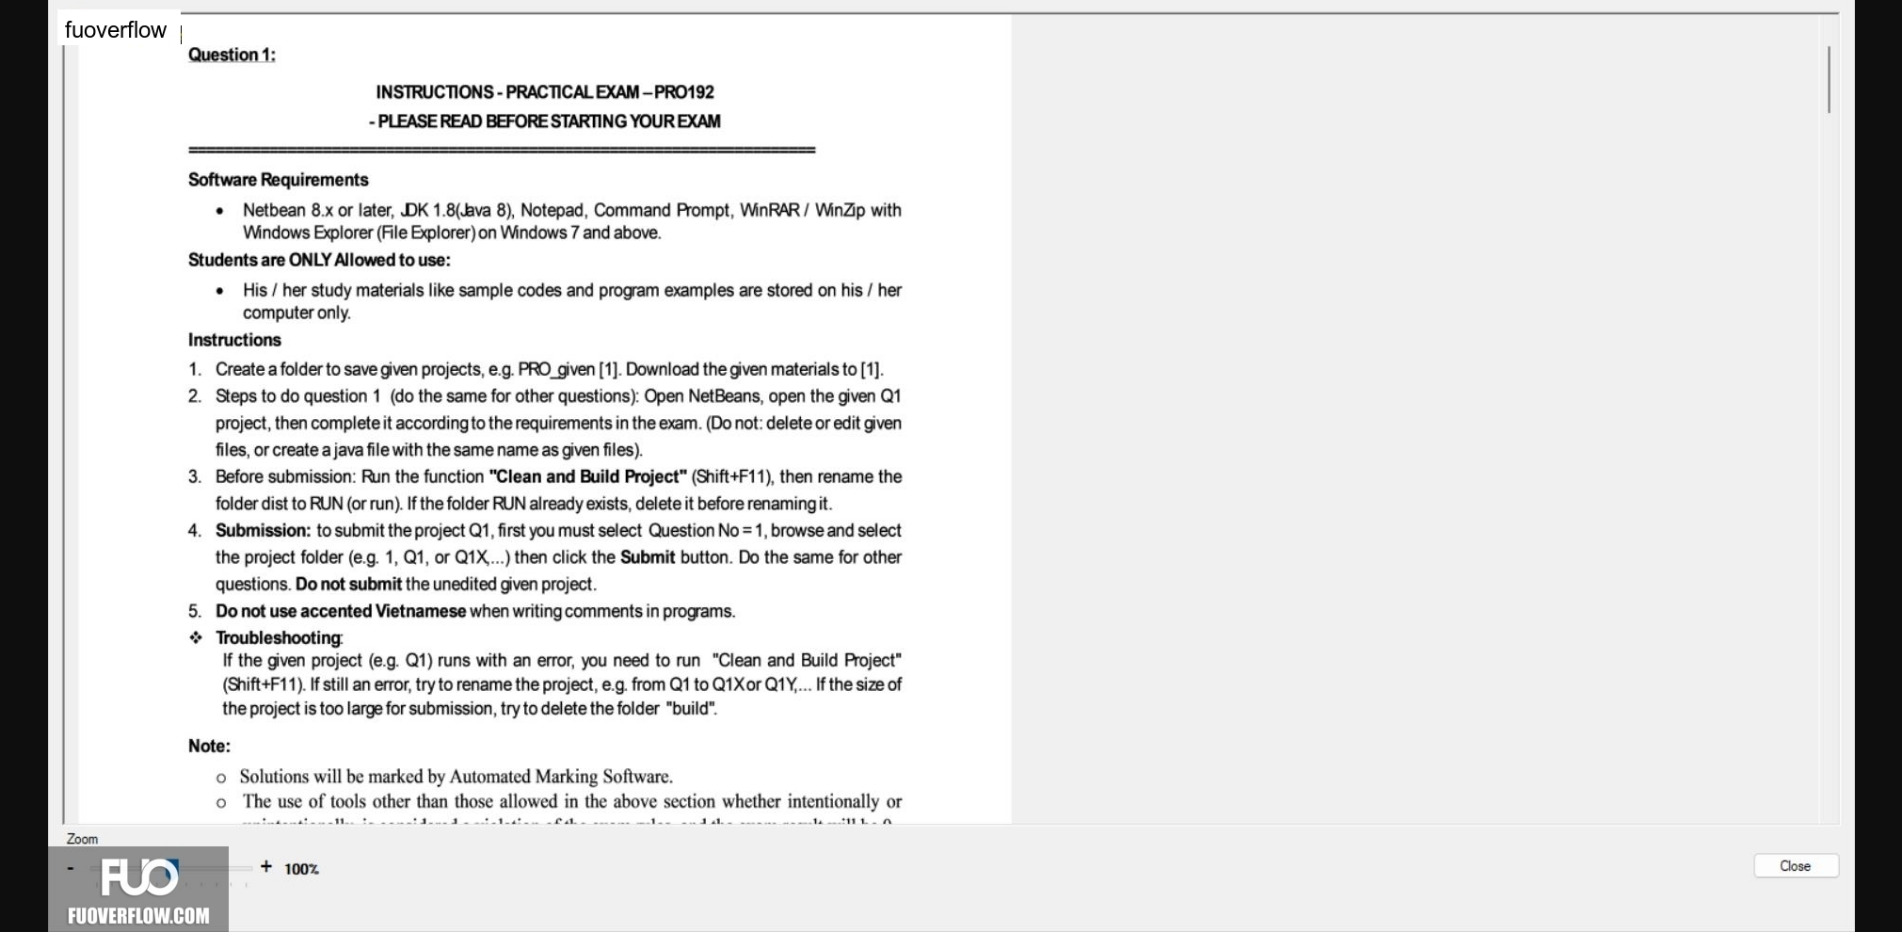 fuoverflow
Question 1:
INSTRUCTIONS - PRACTICAL EXAM – PRO192
- PLEASE READ BEFORE STARTING YOUR EXAM
Software Requirements
• Netbean 8.x or later, JDK 1.8(Java 8), Notepad, Command Prompt, WinRAR / WinZip with
Windows Explorer (File Explorer) on Windows 7 and above.
Students are ONLY Allowed to use:
• His / her study materials like sample codes and program examples are stored on his / her
computer only.
Instructions
1. Create a folder to save given projects, e.g. PRO_given [1]. Download the given materials to [1].
2. Steps to do question 1 (do the same for other questions): Open NetBeans, open the given Q1
project, then complete it according to the requirements in the exam. (Do not: delete or edit given
files, or create a java file with the same name as given files).
3. Before submission: Run the function "Clean and Build Project" (Shift+F11), then rename the
folder dist to RUN (or run). If the folder RUN already exists, delete it before renaming it.
4. Submission: to submit the project Q1, first you must select Question No = 1, browse and select
the project folder (e.g. 1, Q1, or Q1X,...) then click the Submit button. Do the same for other
questions. Do not submit the unedited given project.
5. Do not use accented Vietnamese when writing comments in programs.
❖ Troubleshooting:
If the given project (e.g. Q1) runs with an error, you need to run "Clean and Build Project"
(Shift+F11). If still an error, try to rename the project, e.g. from Q1 to Q1X or Q1Y,... If the size of
the project is too large for submission, try to delete the folder "build".
Note:
o Solutions will be marked by Automated Marking Software.
o The use of tools other than those allowed in the above section whether intentionally or
Zoom
- + 100%
Close
FUO
FUOVERFLOW.COM